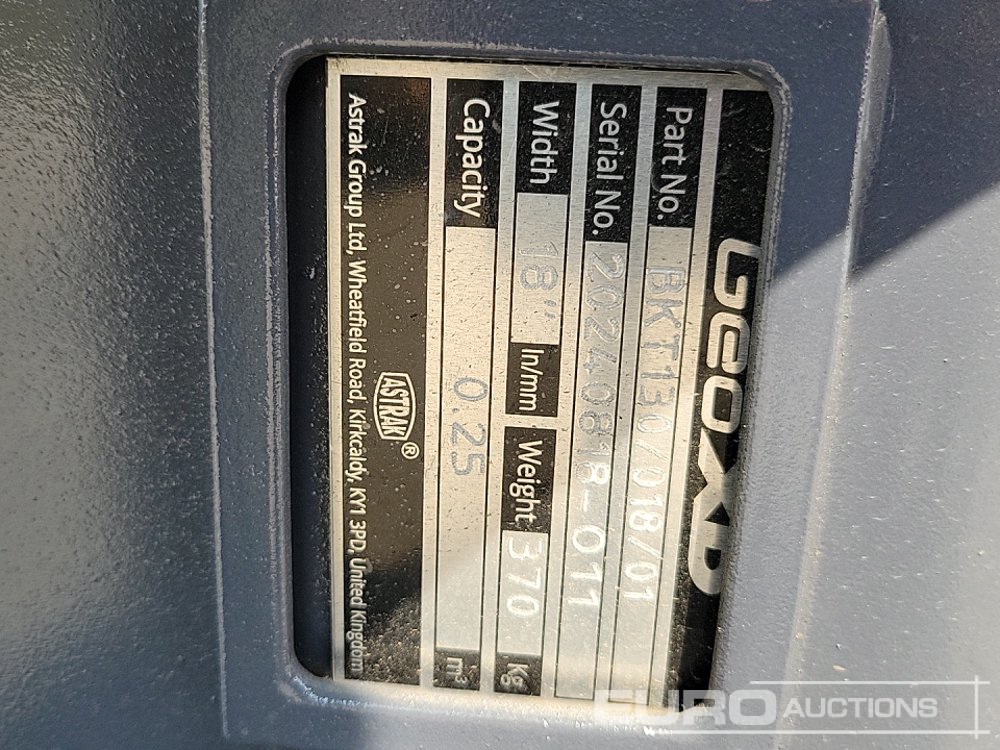 GEOXD
Part No. BKT130/018/01
Serial No. 20240818-011
Width 18" In/mm Weight 370 Kg
Capacity 0.25 m³
ASTRAK ®
Astrak Group Ltd, Wheatfield Road, Kirkcaldy, KY1 3PD, United Kingdom
EURO AUCTIONS